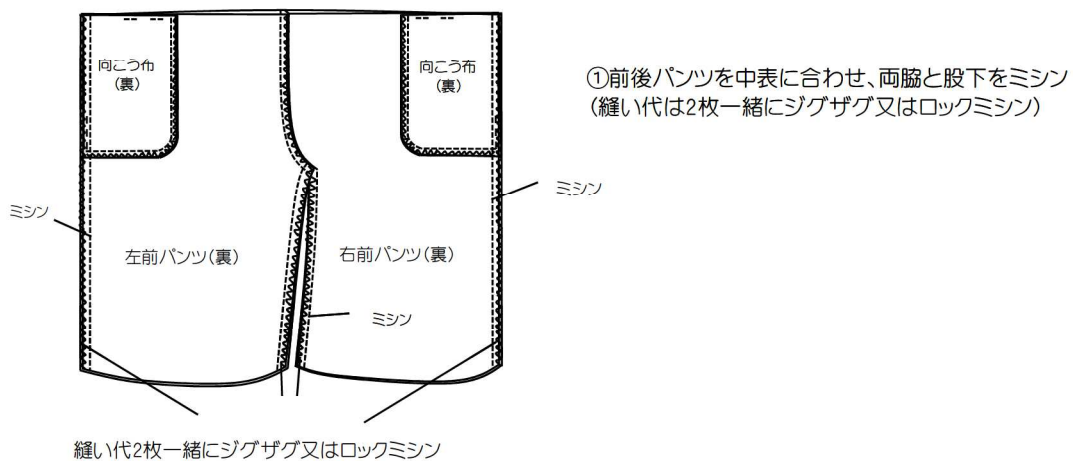 向こう布
(裏)
向こう布
(裏)
①前後パンツを中表に合わせ、両脇と股下をミシン
(縫い代は2枚一緒にジグザグ又はロックミシン)
ミシン
ミシン
左前パンツ(裏)
右前パンツ(裏)
ミシン
縫い代2枚一緒にジグザグ又はロックミシン